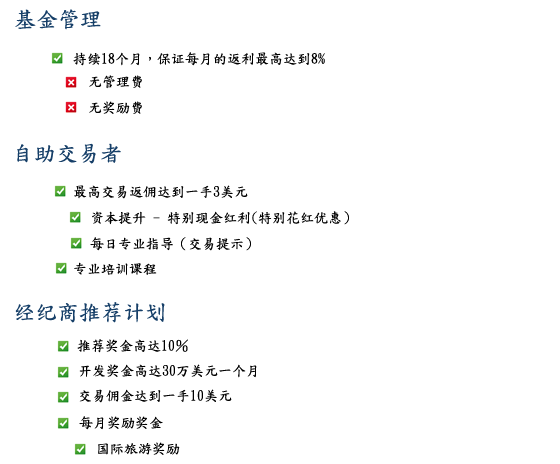 基金管理
持续18个月，保证每月的返利最高达到8%
无管理费
无奖励费
自助交易者
最高交易返佣达到一手3美元
资本提升 - 特别现金红利(特别花红优惠）
每日专业指导（交易提示）
专业培训课程
经纪商推荐计划
推荐奖金高达10%
开发奖金高达30万美元一个月
交易佣金达到一手10美元
每月奖励奖金
国际旅游奖励